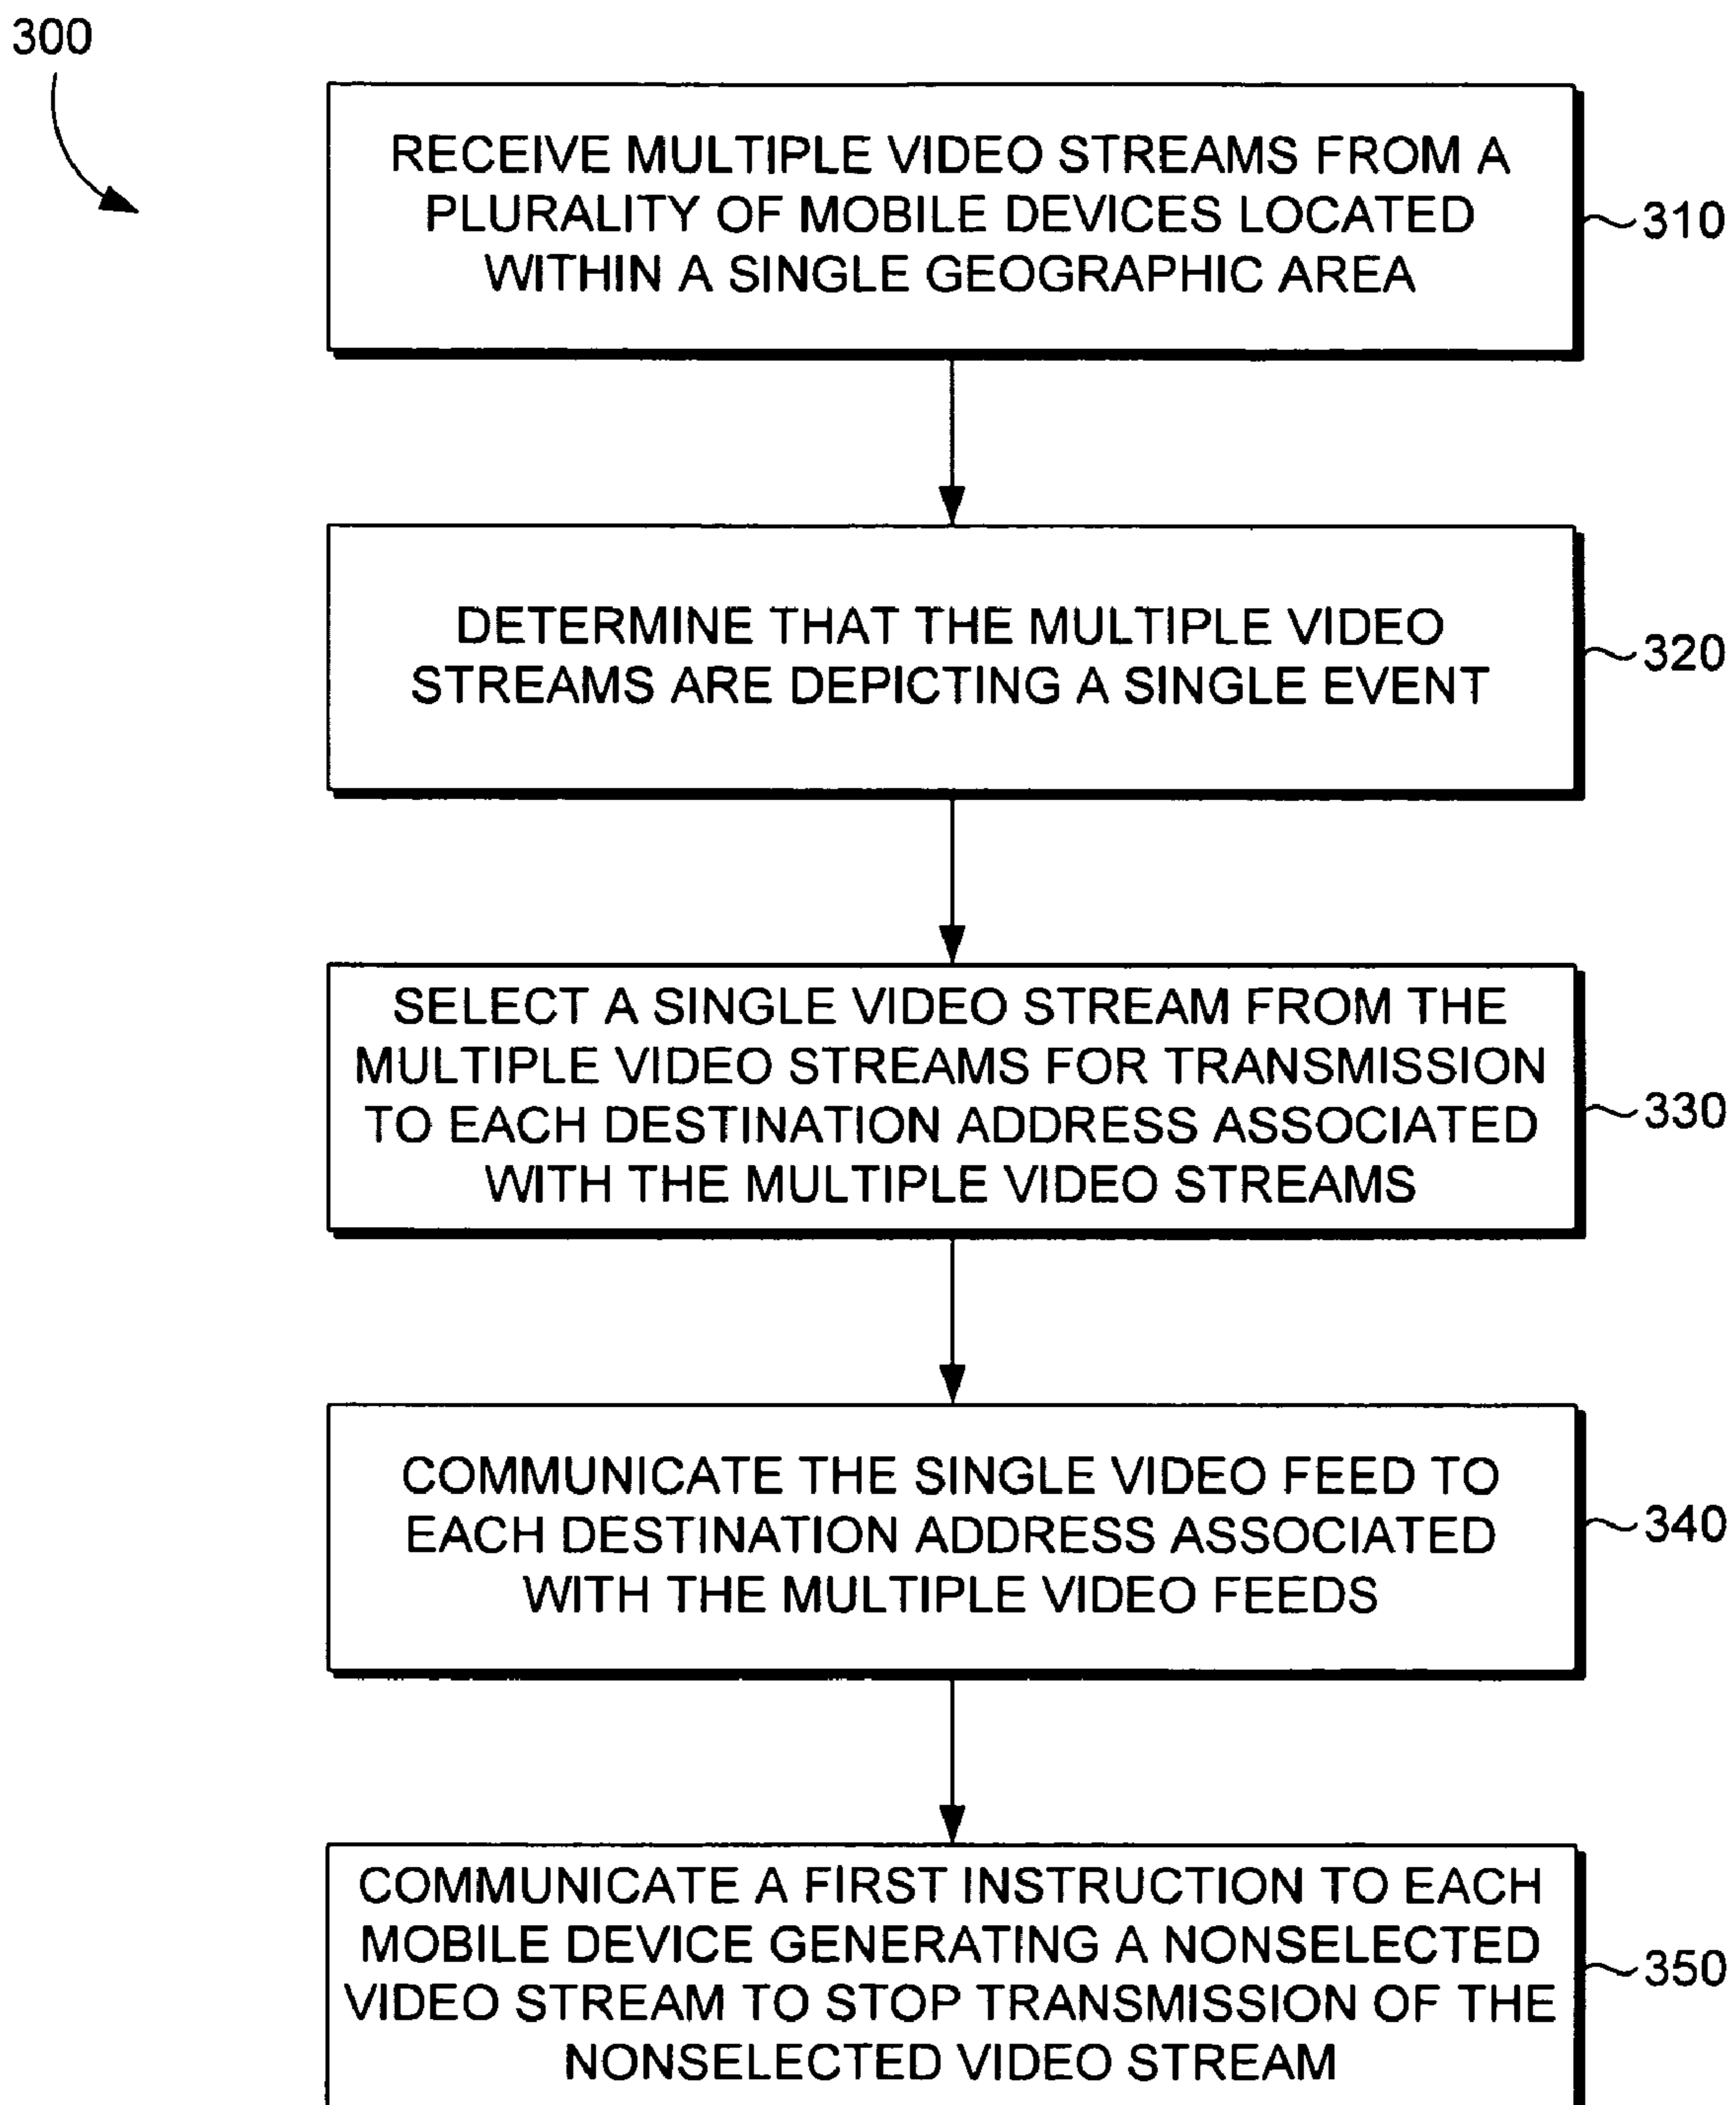 300
RECEIVE MULTIPLE VIDEO STREAMS FROM A
PLURALITY OF MOBILE DEVICES LOCATED
WITHIN A SINGLE GEOGRAPHIC AREA
310
DETERMINE THAT THE MULTIPLE VIDEO
STREAMS ARE DEPICTING A SINGLE EVENT
320
SELECT A SINGLE VIDEO STREAM FROM THE
MULTIPLE VIDEO STREAMS FOR TRANSMISSION
TO EACH DESTINATION ADDRESS ASSOCIATED
WITH THE MULTIPLE VIDEO STREAMS
330
COMMUNICATE THE SINGLE VIDEO FEED TO
EACH DESTINATION ADDRESS ASSOCIATED
WITH THE MULTIPLE VIDEO FEEDS
340
COMMUNICATE A FIRST INSTRUCTION TO EACH
MOBILE DEVICE GENERATING A NONSELECTED
VIDEO STREAM TO STOP TRANSMISSION OF THE
NONSELECTED VIDEO STREAM
350